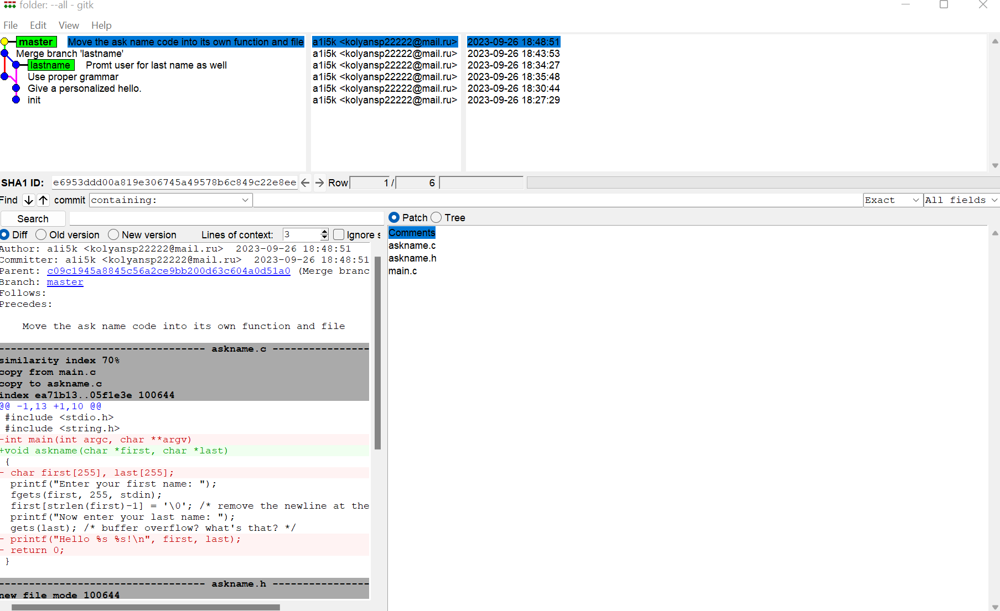 folder: --all - gitk
File Edit View Help
master Move the ask name code into its own function and file a1i5k <kolyansp22222@mail.ru> 2023-09-26 18:48:51
Merge branch 'lastname' a1i5k <kolyansp22222@mail.ru> 2023-09-26 18:43:53
lastname Promt user for last name as well a1i5k <kolyansp22222@mail.ru> 2023-09-26 18:34:27
Use proper grammar a1i5k <kolyansp22222@mail.ru> 2023-09-26 18:35:48
Give a personalized hello. a1i5k <kolyansp22222@mail.ru> 2023-09-26 18:30:44
init a1i5k <kolyansp22222@mail.ru> 2023-09-26 18:27:29
SHA1 ID: e6953ddd00a819e306745a49578b6c849c22e8ee Row 1 / 6
Find commit containing: Exact All fields
Search
Patch Tree
Diff Old version New version Lines of context: 3 Ignore s
Author: a1i5k <kolyansp22222@mail.ru> 2023-09-26 18:48:51
Committer: a1i5k <kolyansp22222@mail.ru> 2023-09-26 18:48:51
Parent: c09c1945a8845c56a2ce9bb200d63c604a0d51a0 (Merge branc
Branch: master
Follows:
Precedes:
Move the ask name code into its own function and file
---------------------------------- askname.c ----------------
similarity index 70%
copy from main.c
copy to askname.c
index ea71b13..05f1e3e 100644
@@ -1,13 +1,10 @@
#include <stdio.h>
#include <string.h>
-int main(int argc, char **argv)
+void askname(char *first, char *last)
{
- char first[255], last[255];
printf("Enter your first name: ");
fgets(first, 255, stdin);
first[strlen(first)-1] = '\0'; /* remove the newline at the
printf("Now enter your last name: ");
gets(last); /* buffer overflow? what's that? */
- printf("Hello %s %s!\n", first, last);
- return 0;
}
---------------------------------- askname.h ----------------
new file mode 100644
Comments
askname.c
askname.h
main.c